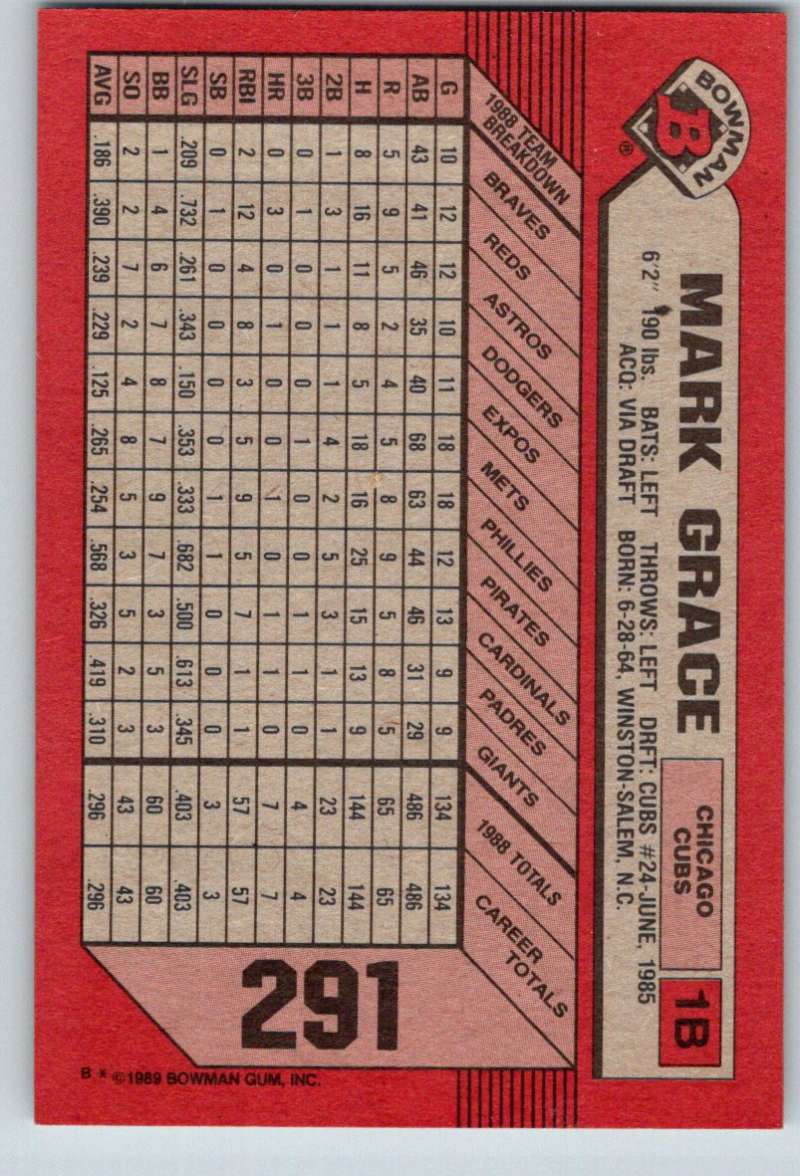 BOWMAN
B
®
MARK GRACE
CHICAGO
CUBS
1B
6'2" 190 lbs. BATS: LEFT THROWS: LEFT DRFT: CUBS #24-JUNE, 1985
ACQ: VIA DRAFT BORN: 6-28-64, WINSTON-SALEM, N.C.
1988 TEAM
BREAKDOWN
BRAVES REDS ASTROS DODGERS EXPOS METS PHILLIES PIRATES CARDINALS PADRES GIANTS 1988 TOTALS CAREER TOTALS
G 10 12 12 10 11 18 18 12 13 9 9 134 134
AB 43 41 46 35 40 68 63 44 46 31 29 486 486
R 5 9 5 2 4 5 8 9 5 8 5 65 65
H 8 16 11 8 5 18 16 25 15 13 9 144 144
2B 1 3 1 1 1 4 2 5 3 1 1 23 23
3B 0 1 0 0 0 1 0 0 1 1 0 4 4
HR 0 3 0 1 0 0 1 0 1 1 0 7 7
RBI 2 12 4 8 3 5 9 5 7 1 1 57 57
SB 0 1 0 0 0 0 1 1 0 0 0 3 3
SLG .209 .732 .261 .343 .150 .353 .333 .682 .500 .613 .345 .403 .403
BB 1 4 6 7 8 7 9 7 3 5 3 60 60
SO 2 2 7 2 4 8 5 3 5 2 3 43 43
AVG .186 .390 .239 .229 .125 .265 .254 .568 .326 .419 .310 .296 .296
291
B * ©1989 BOWMAN GUM, INC.